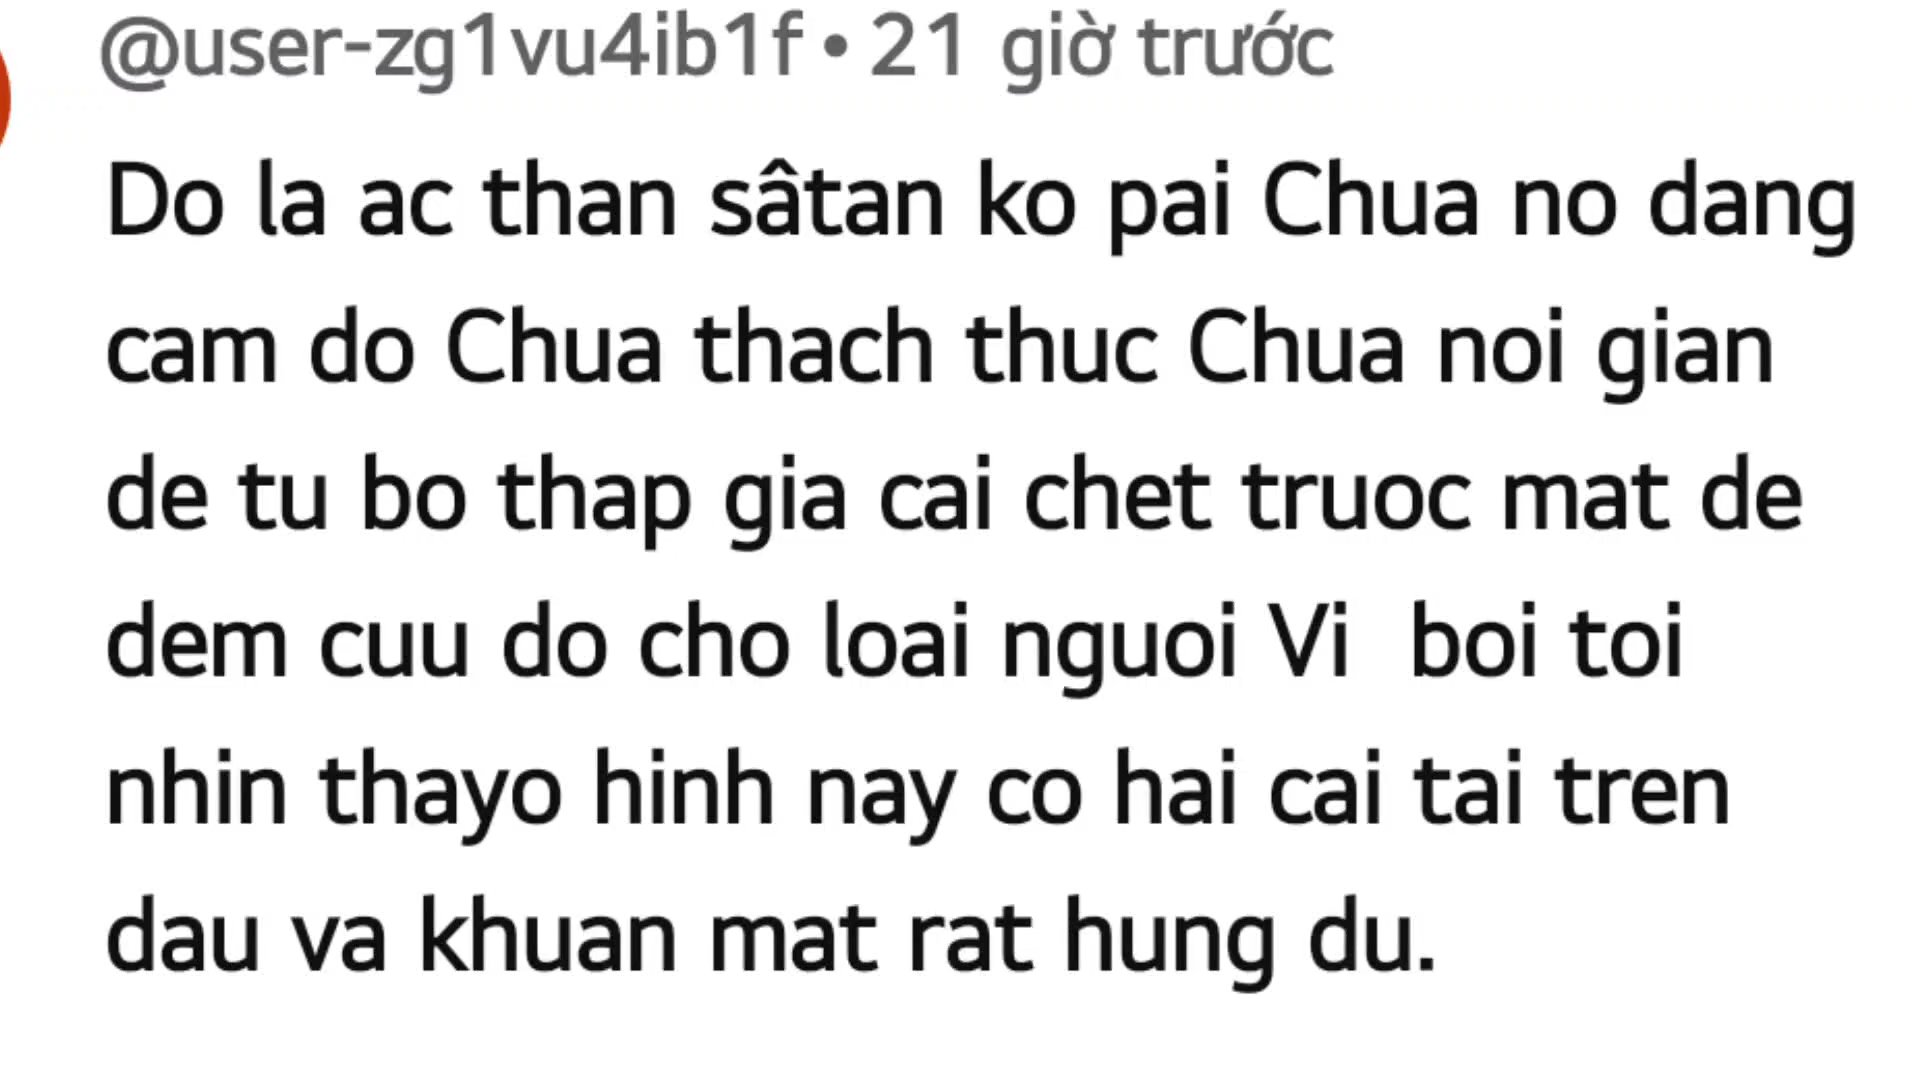 @user-zg1vu4ib1f • 21 giờ trước
Do la ac than sâtan ko pai Chua no dang
cam do Chua thach thuc Chua noi gian
de tu bo thap gia cai chet truoc mat de
dem cuu do cho loai nguoi Vi  boi toi
nhin thayo hinh nay co hai cai tai tren
dau va khuan mat rat hung du.